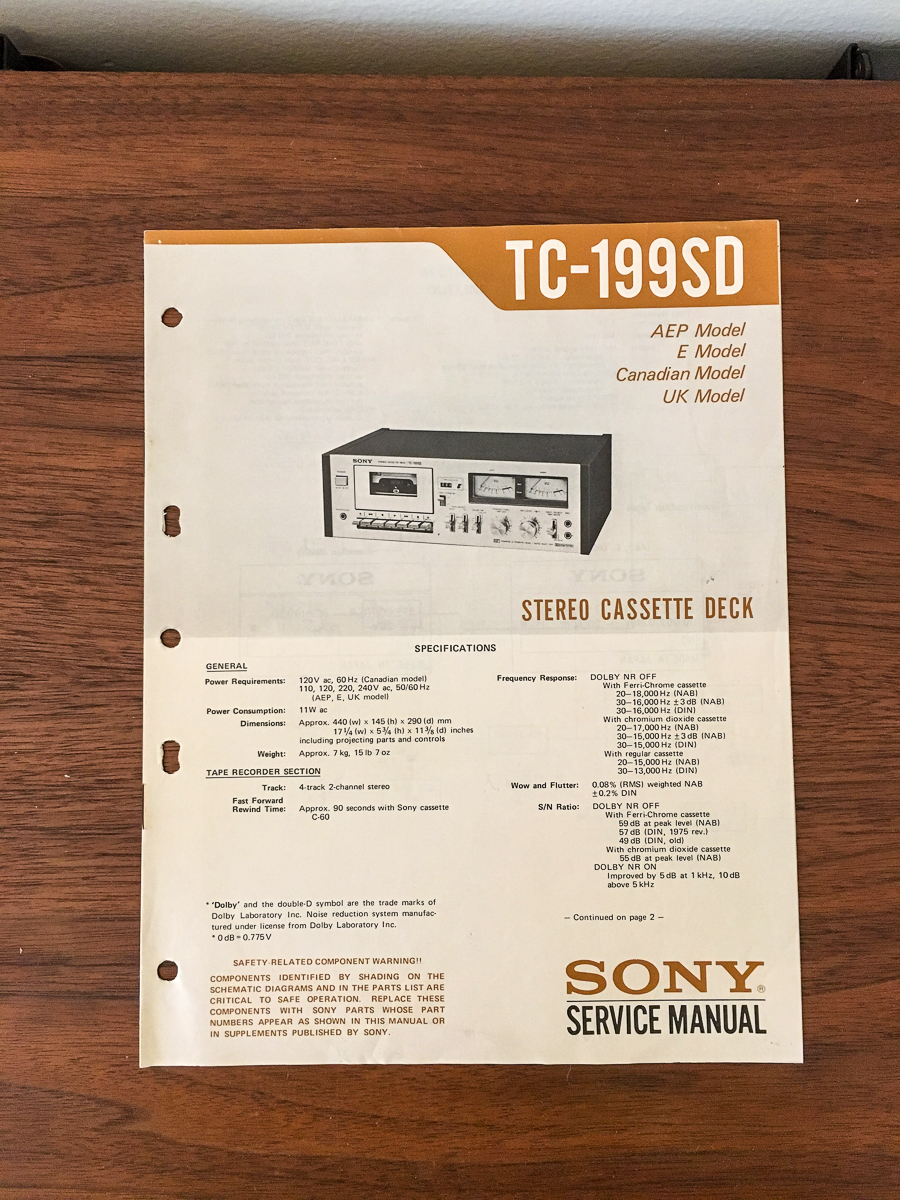 TC-199SD
AEP Model
E Model
Canadian Model
UK Model
SONY
STEREO CASSETTE DECK
SPECIFICATIONS
GENERAL
Power Requirements: 120V ac, 60Hz (Canadian model)
110, 120, 220, 240V ac, 50/60Hz
(AEP, E, UK model)
Power Consumption: 11W ac
Dimensions: Approx. 440(w) x 145(h) x 290(d) mm
17 1/4 (w) x 5 3/4 (h) x 11 3/8 (d) inches
including projecting parts and controls
Weight: Approx. 7 kg, 15 lb 7 oz
TAPE RECORDER SECTION
Track: 4-track 2-channel stereo
Fast Forward
Rewind Time: Approx. 90 seconds with Sony cassette
C-60
* 'Dolby' and the double-D symbol are the trade marks of
Dolby Laboratory Inc. Noise reduction system manufac-
tured under license from Dolby Laboratory Inc.
* 0 dB = 0.775 V
SAFETY-RELATED COMPONENT WARNING!!
COMPONENTS IDENTIFIED BY SHADING ON THE
SCHEMATIC DIAGRAMS AND IN THE PARTS LIST ARE
CRITICAL TO SAFE OPERATION. REPLACE THESE
COMPONENTS WITH SONY PARTS WHOSE PART
NUMBERS APPEAR AS SHOWN IN THIS MANUAL OR
IN SUPPLEMENTS PUBLISHED BY SONY.
Frequency Response: DOLBY NR OFF
With Ferri-Chrome cassette
20–18,000 Hz (NAB)
30–16,000 Hz ±3 dB (NAB)
30–16,000 Hz (DIN)
With chromium dioxide cassette
20–17,000 Hz (NAB)
30–15,000 Hz ±3 dB (NAB)
30–15,000 Hz (DIN)
With regular cassette
20–15,000 Hz (NAB)
30–13,000 Hz (DIN)
Wow and Flutter: 0.08% (RMS) weighted NAB
±0.2% DIN
S/N Ratio: DOLBY NR OFF
With Ferri-Chrome cassette
59 dB at peak level (NAB)
57 dB (DIN, 1975 rev.)
49 dB (DIN, old)
With chromium dioxide cassette
55 dB at peak level (NAB)
DOLBY NR ON
Improved by 5 dB at 1 kHz, 10 dB
above 5 kHz
– Continued on page 2 –
SONY®
SERVICE MANUAL